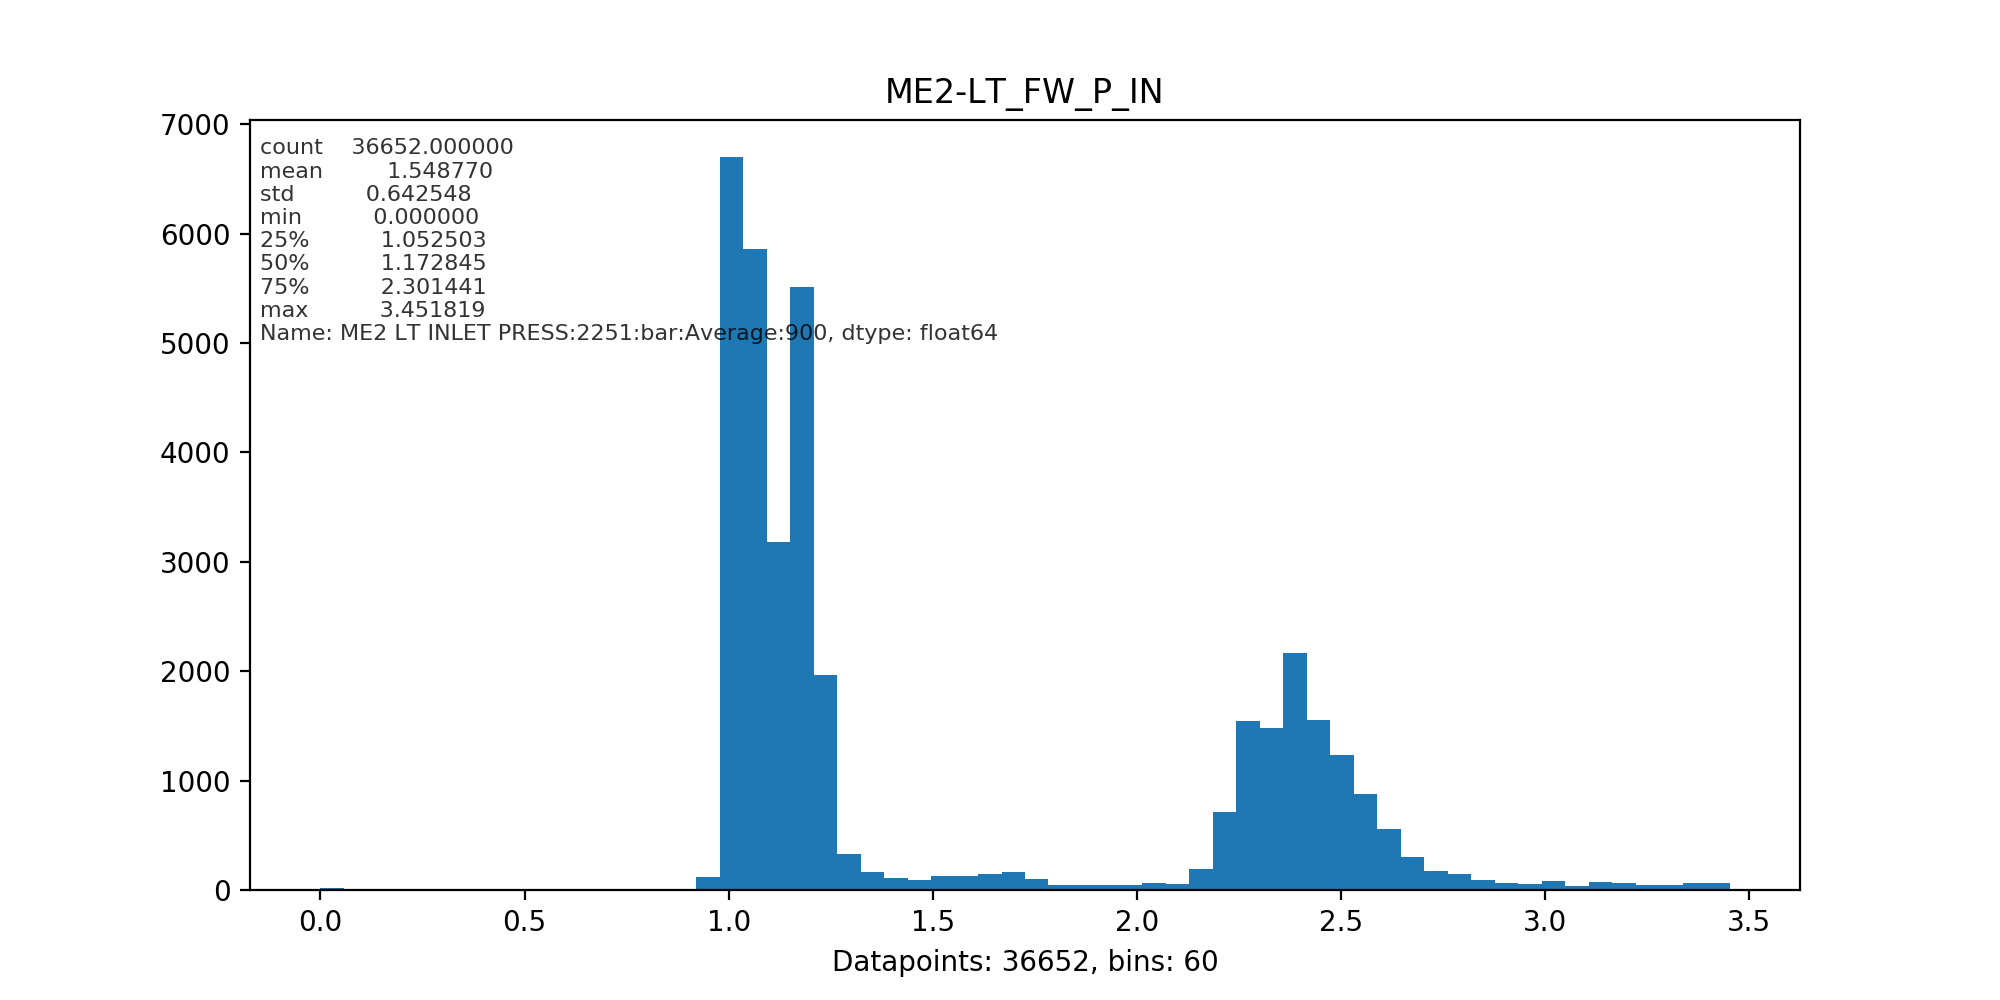 ME2-LT_FW_P_IN
7000
6000
5000
4000
3000
2000
1000
0
count 36652.000000
mean 1.548770
std 0.642548
min 0.000000
25% 1.052503
50% 1.172845
75% 2.301441
max 3.451819
Name: ME2 LT INLET PRESS:2251:bar:Average:900, dtype: float64
0.0 0.5 1.0 1.5 2.0 2.5 3.0 3.5
Datapoints: 36652, bins: 60